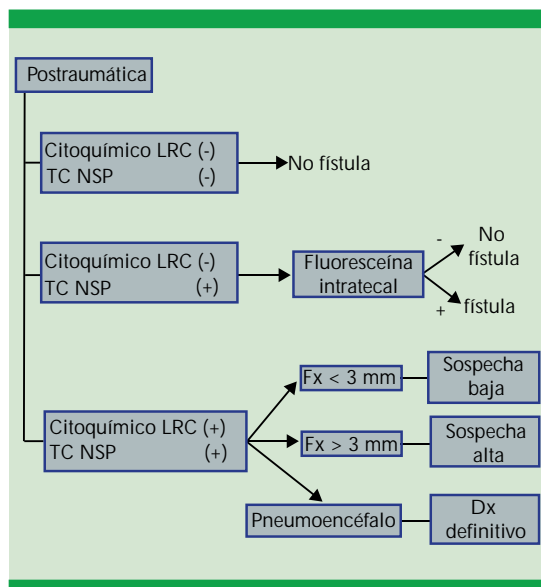 Postraumática
Citoquímico LRC (-)
TC NSP (-)
No fístula
Citoquímico LRC (-)
TC NSP (+)
Fluoresceína
intratecal
-
No
fístula
+ fístula
Citoquímico LRC (+)
TC NSP (+)
Fx < 3 mm
Sospecha
baja
Fx > 3 mm
Sospecha
alta
Pneumoencéfalo
Dx
definitivo